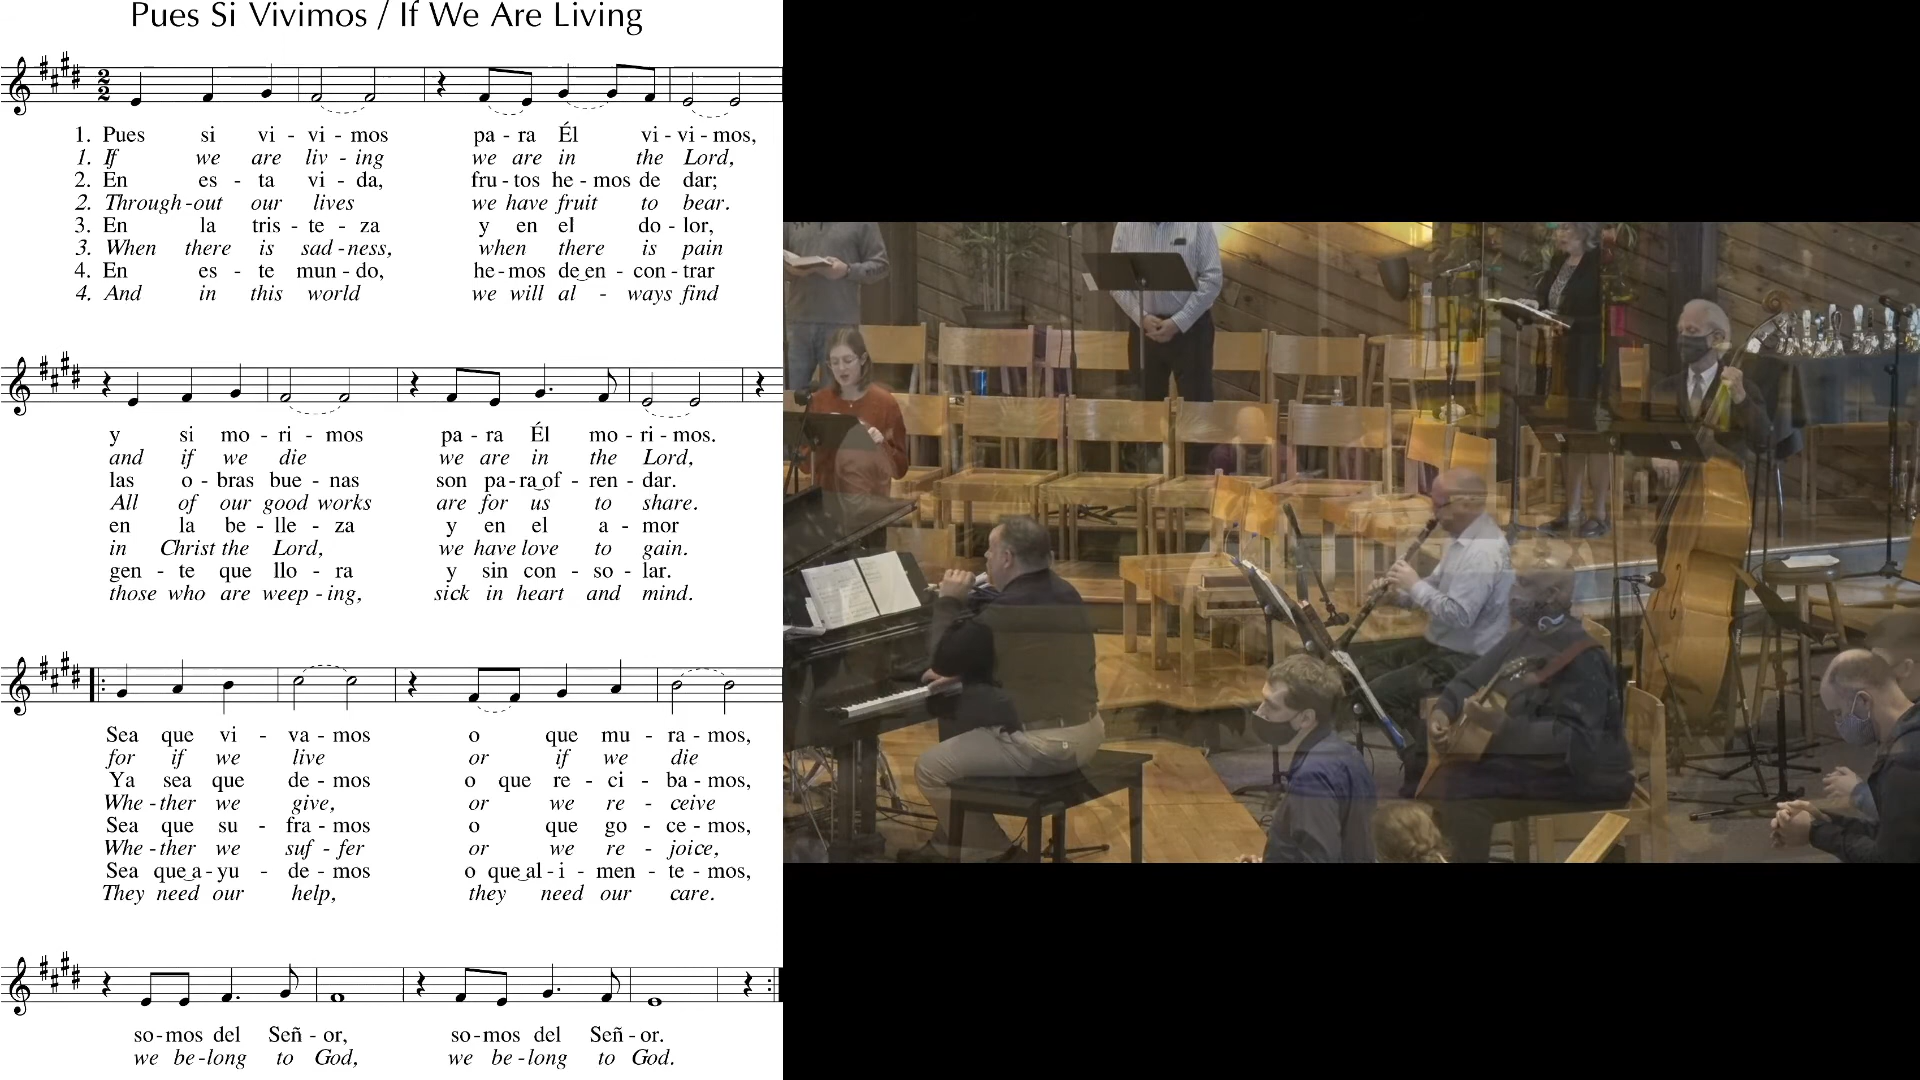 Pues Si Vivimos / If We Are Living
2
2
1. Pues si vi - vi - mos pa - ra Él vi - vi - mos,
1. If we are liv - ing we are in the Lord,
2. En es - ta vi - da, fru - tos he - mos de dar;
2. Through - out our lives we have fruit to bear.
3. En la tris - te - za y en el do - lor,
3. When there is sad - ness, when there is pain
4. En es - te mun - do, he - mos de en - con - trar
4. And in this world we will al - ways find
y si mo - ri - mos pa - ra Él mo - ri - mos.
and if we die we are in the Lord,
las o - bras bue - nas son pa - ra of - ren - dar.
All of our good works are for us to share.
en la be - lle - za y en el a - mor
in Christ the Lord, we have love to gain.
gen - te que llo - ra y sin con - so - lar.
those who are weep - ing, sick in heart and mind.
Sea que vi - va - mos o que mu - ra - mos,
for if we live or if we die
Ya sea que de - mos o que re - ci - ba - mos,
Whe - ther we give, or we re - ceive
Sea que su - fra - mos o que go - ce - mos,
Whe - ther we suf - fer or we re - joice,
Sea que a - yu - de - mos o que al - i - men - te - mos,
They need our help, they need our care.
so - mos del Señ - or, so - mos del Señ - or.
we be - long to God, we be - long to God.